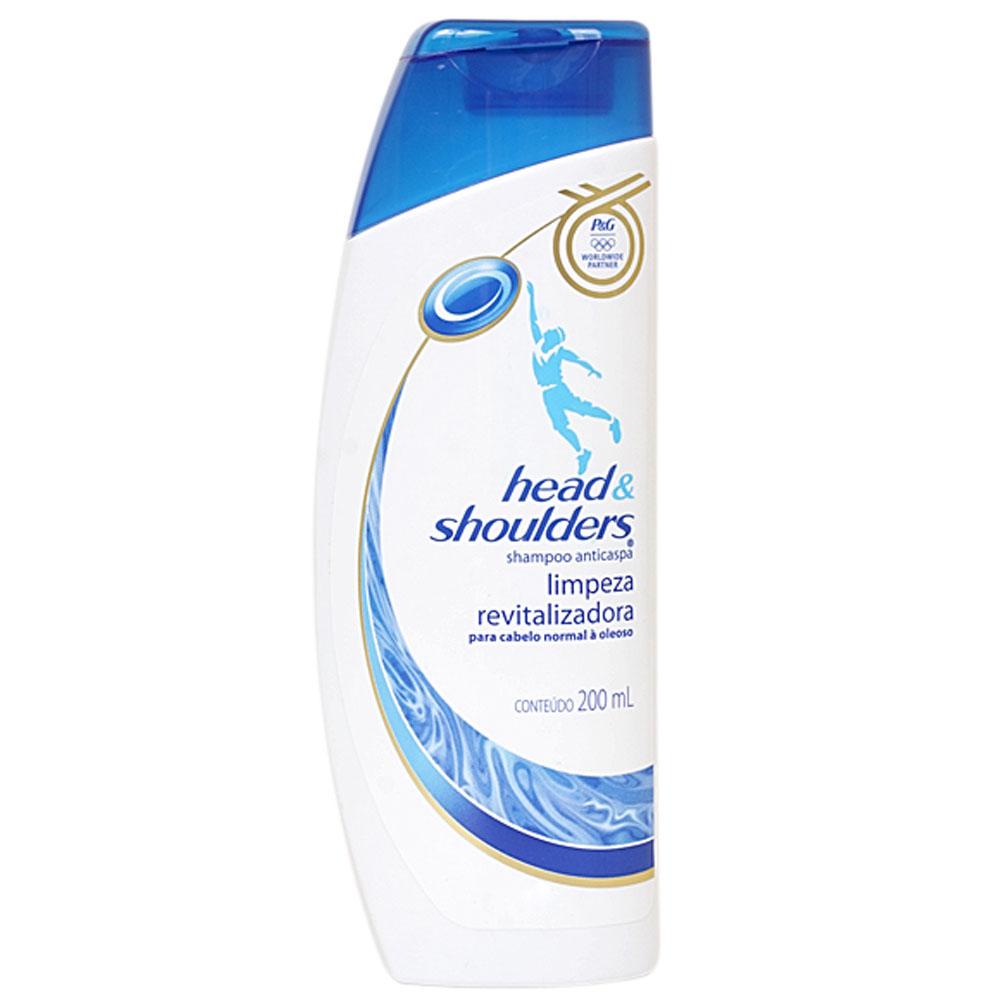 P&G
WORLDWIDE
PARTNER
head &
shoulders®
shampoo anticaspa
limpeza
revitalizadora
para cabelo normal à oleoso
CONTEÚDO 200 mL